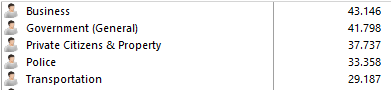 Business 43.146
Government (General) 41.798
Private Citizens & Property 37.737
Police 33.358
Transportation 29.187